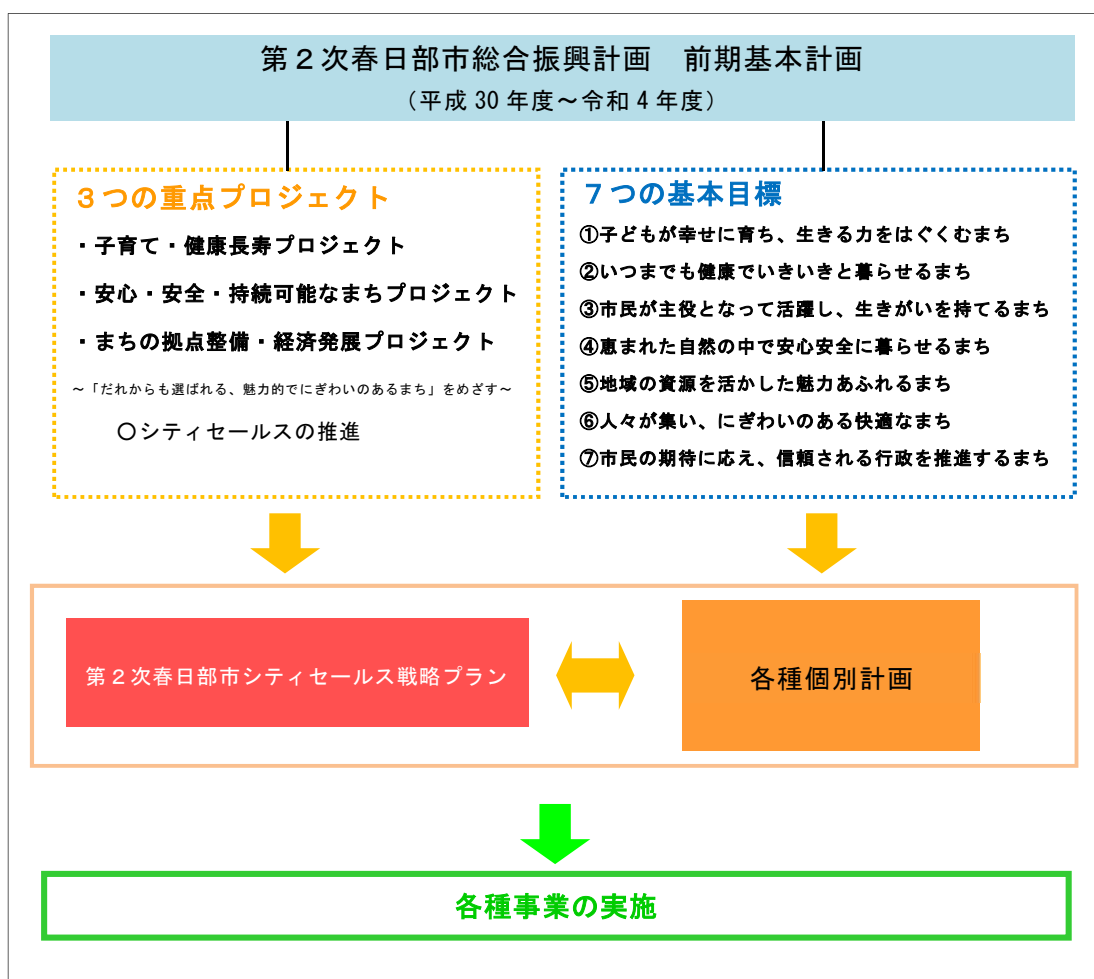 第２次春日部市総合振興計画　前期基本計画
（平成 30 年度～令和 4 年度）
３つの重点プロジェクト
・子育て・健康長寿プロジェクト
・安心・安全・持続可能なまちプロジェクト
・まちの拠点整備・経済発展プロジェクト
～「だれからも選ばれる、魅力的でにぎわいのあるまち」をめざす～
〇シティセールスの推進
７つの基本目標
①子どもが幸せに育ち、生きる力をはぐくむまち
②いつまでも健康でいきいきと暮らせるまち
③市民が主役となって活躍し、生きがいを持てるまち
④恵まれた自然の中で安心安全に暮らせるまち
⑤地域の資源を活かした魅力あふれるまち
⑥人々が集い、にぎわいのある快適なまち
⑦市民の期待に応え、信頼される行政を推進するまち
第２次春日部市シティセールス戦略プラン
各種個別計画
各種事業の実施